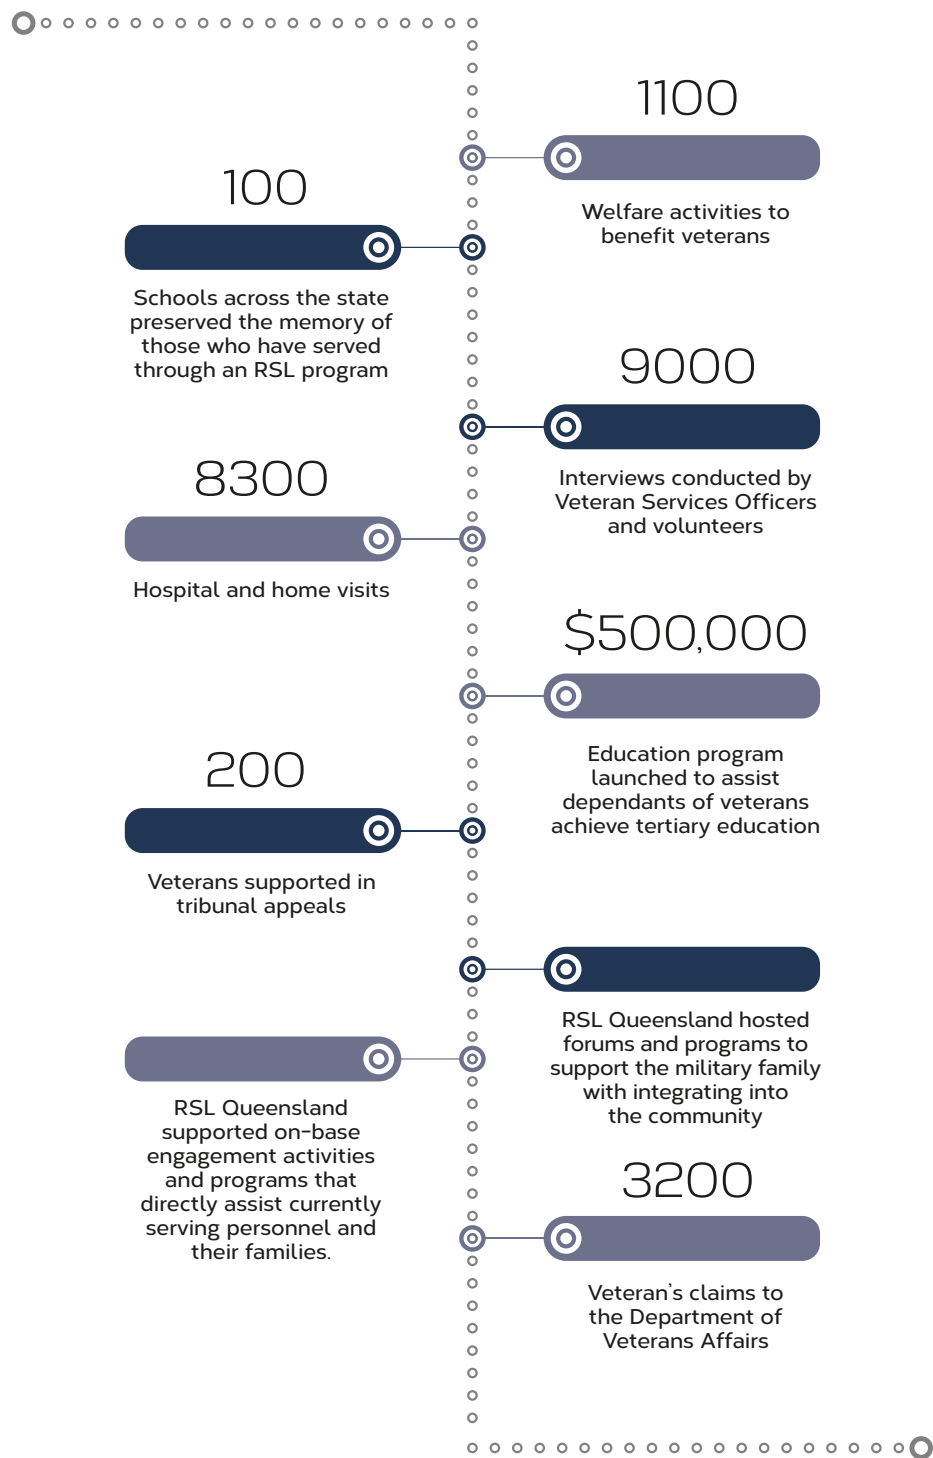 1100
Welfare activities to
benefit veterans
100
Schools across the state
preserved the memory of
those who have served
through an RSL program
9000
Interviews conducted by
Veteran Services Officers
and volunteers
8300
Hospital and home visits
$500,000
Education program
launched to assist
dependants of veterans
achieve tertiary education
200
Veterans supported in
tribunal appeals
RSL Queensland hosted
forums and programs to
support the military family
with integrating into
the community
RSL Queensland
supported on-base
engagement activities
and programs that
directly assist currently
serving personnel and
their families.
3200
Veteran's claims to
the Department of
Veterans Affairs